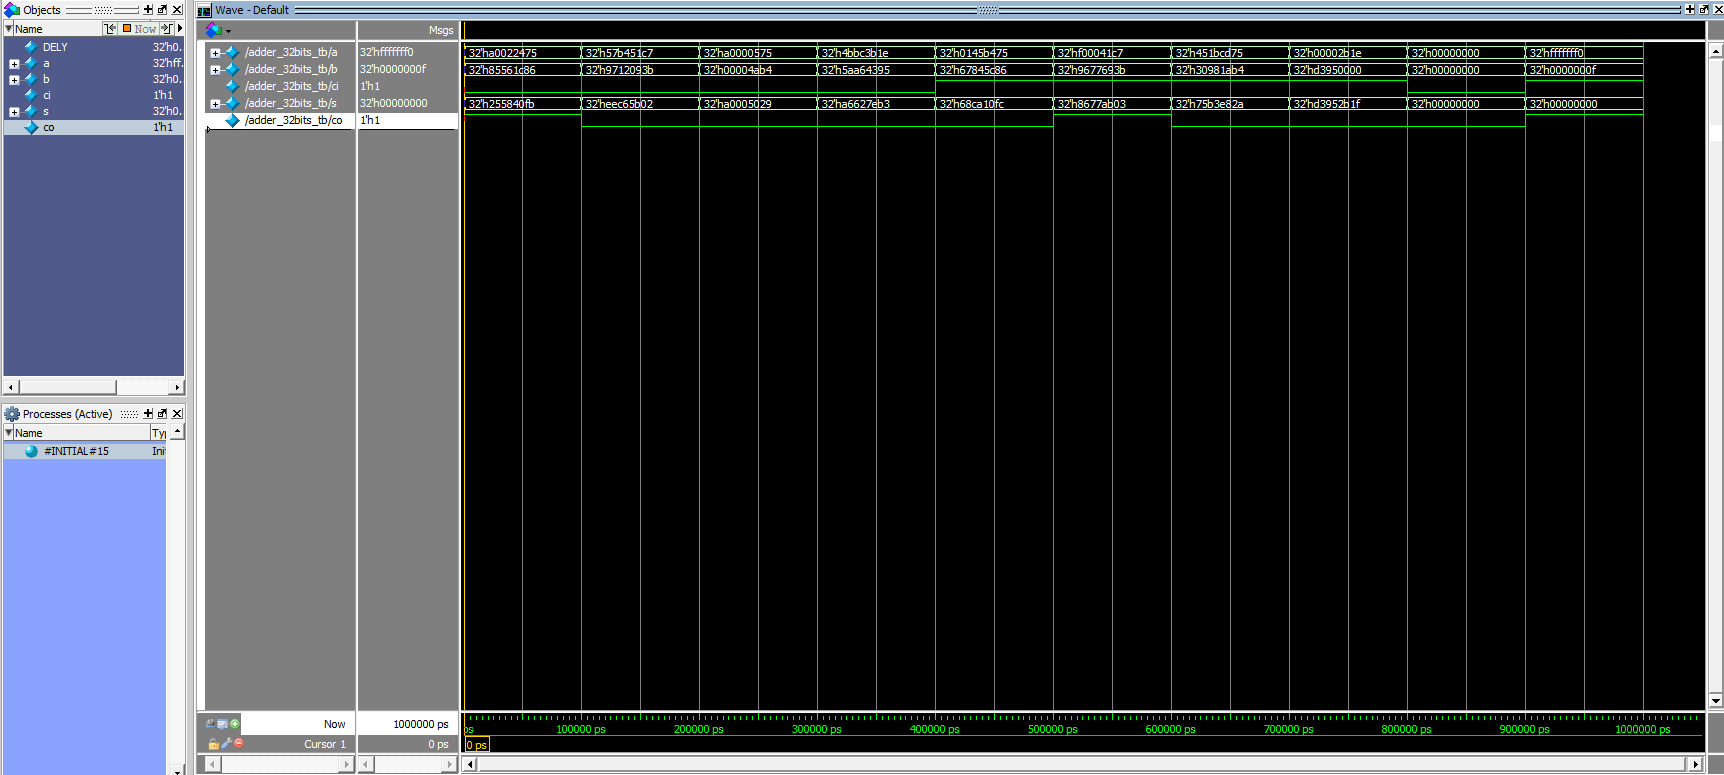 Objects
Name Now
DELY 32'h0.
a 32'hff.
b 32'h0.
ci 1'h1
s 32'h0.
co 1'h1
Processes (Active)
Name Ty
#INITIAL#15 Ini
Wave - Default
Msgs
/adder_32bits_tb/a 32'hfffffff0 32'ha0022475 32'h57b451c7 32'ha0000575 32'h4bbc3b1e 32'h0145b475 32'hf00041c7 32'h451bcd75 32'h00002b1e 32'h00000000 32'hfffffff0
/adder_32bits_tb/b 32'h0000000f 32'h85561c86 32'h9712093b 32'h00004ab4 32'h5aa64395 32'h67845c86 32'h9677693b 32'h30981ab4 32'hd3950000 32'h00000000 32'h0000000f
/adder_32bits_tb/ci 1'h1
/adder_32bits_tb/s 32'h00000000 32'h255840fb 32'heec65b02 32'ha0005029 32'ha6627eb3 32'h68ca10fc 32'h8677ab03 32'h75b3e82a 32'hd3952b1f 32'h00000000 32'h00000000
/adder_32bits_tb/co 1'h1
Now 1000000 ps ps 100000 ps 200000 ps 300000 ps 400000 ps 500000 ps 600000 ps 700000 ps 800000 ps 900000 ps 1000000 ps
Cursor 1 0 ps 0 ps